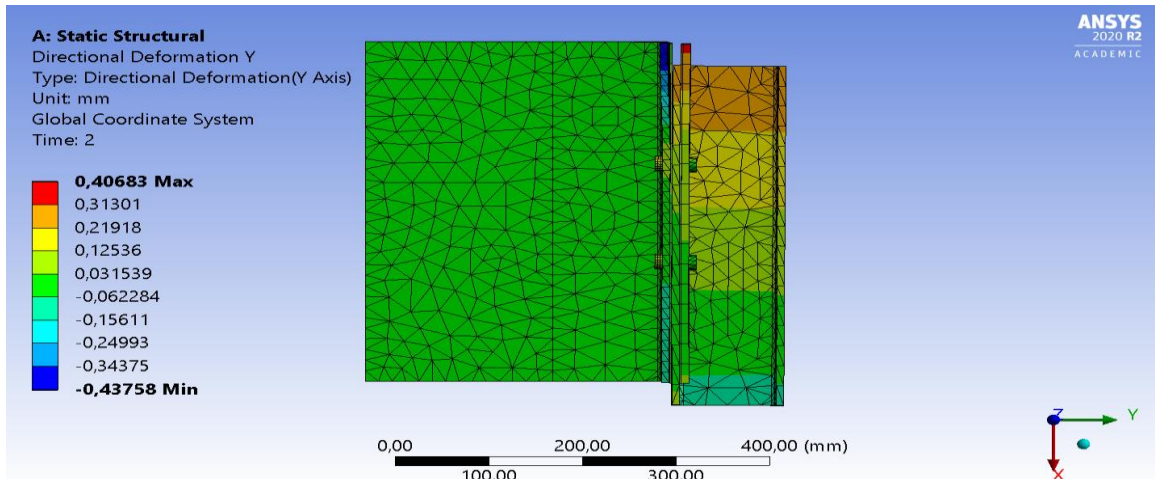 A: Static Structural
Directional Deformation Y
Type: Directional Deformation(Y Axis)
Unit: mm
Global Coordinate System
Time: 2
0,40683 Max
0,31301
0,21918
0,12536
0,031539
-0,062284
-0,15611
-0,24993
-0,34375
-0,43758 Min
ANSYS
2020 R2
ACADEMIC
0,00 200,00 400,00 (mm)
100,00 300,00
Z Y
X